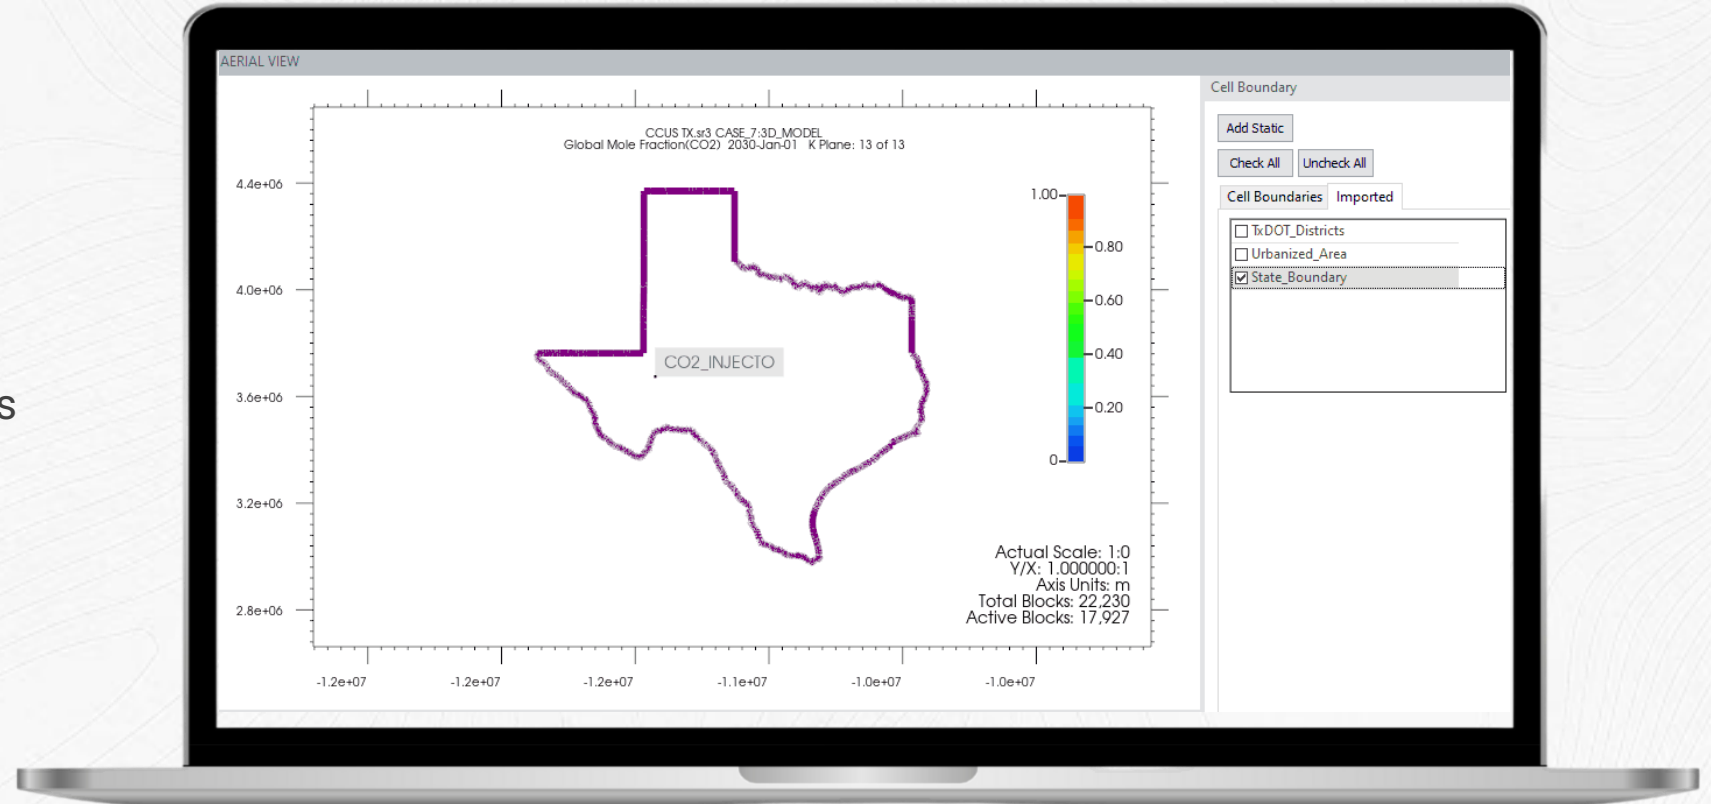 s
AERIAL VIEW
CCUS TX.sr3 CASE_7:3D_MODEL
Global Mole Fraction(CO2) 2030-Jan-01 K Plane: 13 of 13
4.4e+06
4.0e+06
3.6e+06
3.2e+06
2.8e+06
CO2_INJECTO
1.00
0.80
0.60
0.40
0.20
0
Actual Scale: 1:0
Y/X: 1.000000:1
Axis Units: m
Total Blocks: 22,230
Active Blocks: 17,927
-1.2e+07 -1.2e+07 -1.2e+07 -1.1e+07 -1.0e+07 -1.0e+07
Cell Boundary
Add Static
Check All Uncheck All
Cell Boundaries Imported
TxDOT_Districts
Urbanized_Area
State_Boundary